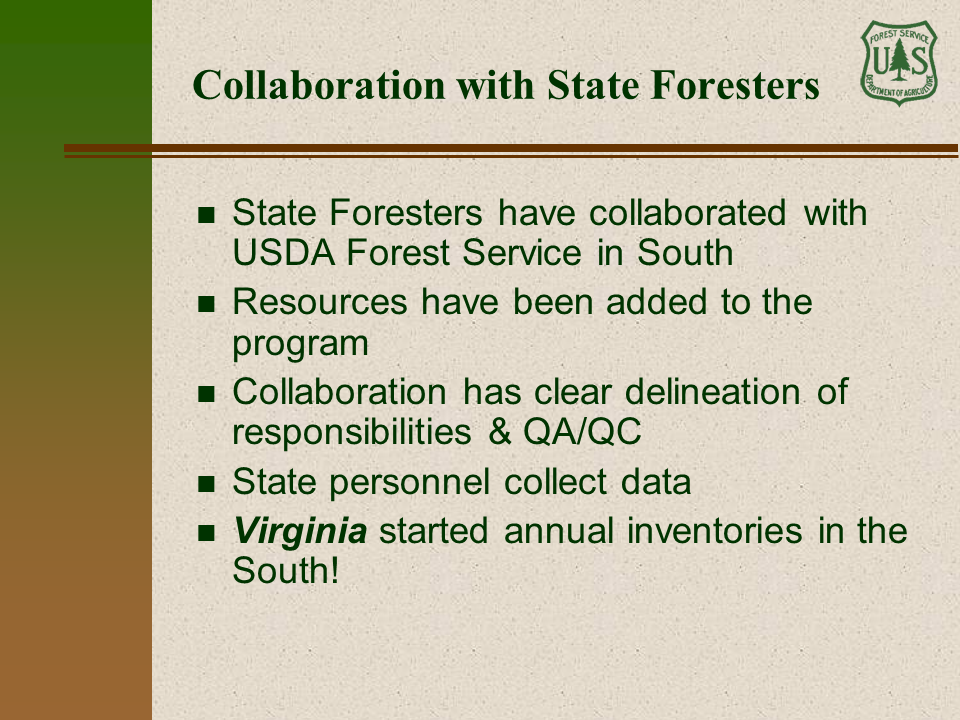 Collaboration with State Foresters
FOREST SERVICE
U S
DEPARTMENT OF AGRICULTURE
State Foresters have collaborated with
USDA Forest Service in South
Resources have been added to the
program
Collaboration has clear delineation of
responsibilities & QA/QC
State personnel collect data
Virginia started annual inventories in the
South!